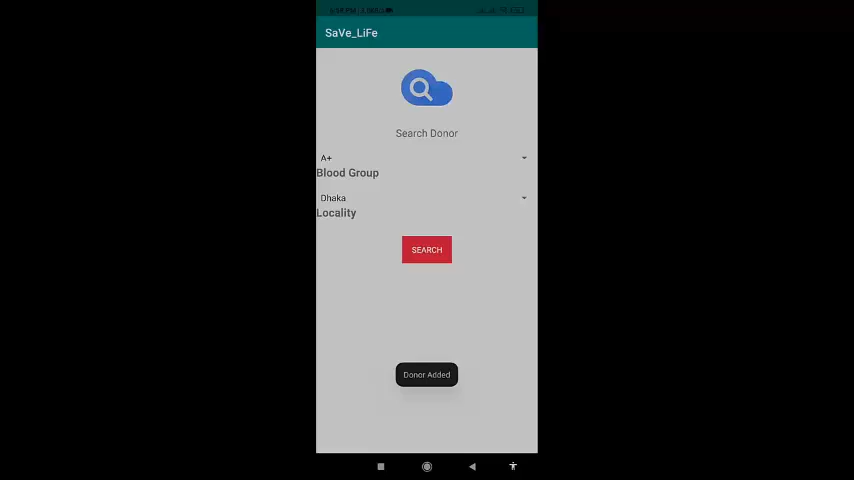 SaVe_LiFe
Search Donor
A+
Blood Group
Dhaka
Locality
SEARCH
Donor Added